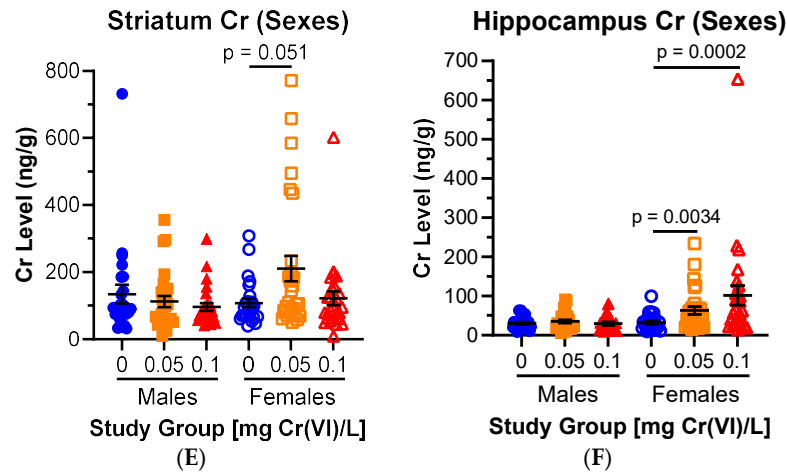 Striatum Cr (Sexes)
p = 0.051
Cr Level (ng/g)
800
600
400
200
0
0 0.05 0.1 0 0.05 0.1
Males Females
Study Group [mg Cr(VI)/L]
(E)
Hippocampus Cr (Sexes)
p = 0.0002
p = 0.0034
Cr Level (ng/g)
700
600
500
400
300
200
100
0
0 0.05 0.1 0 0.05 0.1
Males Females
Study Group [mg Cr(VI)/L]
(F)